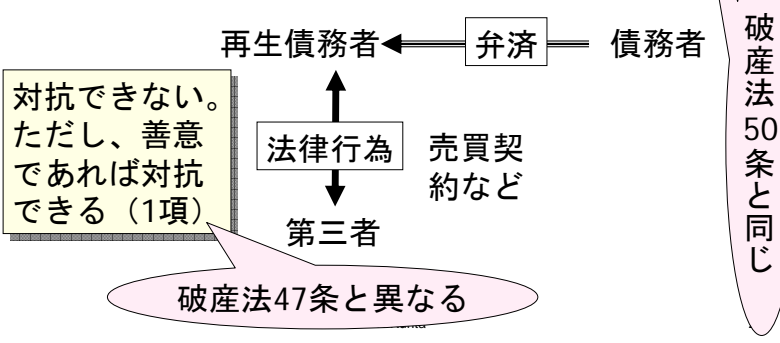 再生債務者
弁済
債務者
対抗できない。
ただし、善意
であれば対抗
できる（1項）
法律行為
売買契
約など
第三者
破産法47条と異なる
破産法50条と同じ